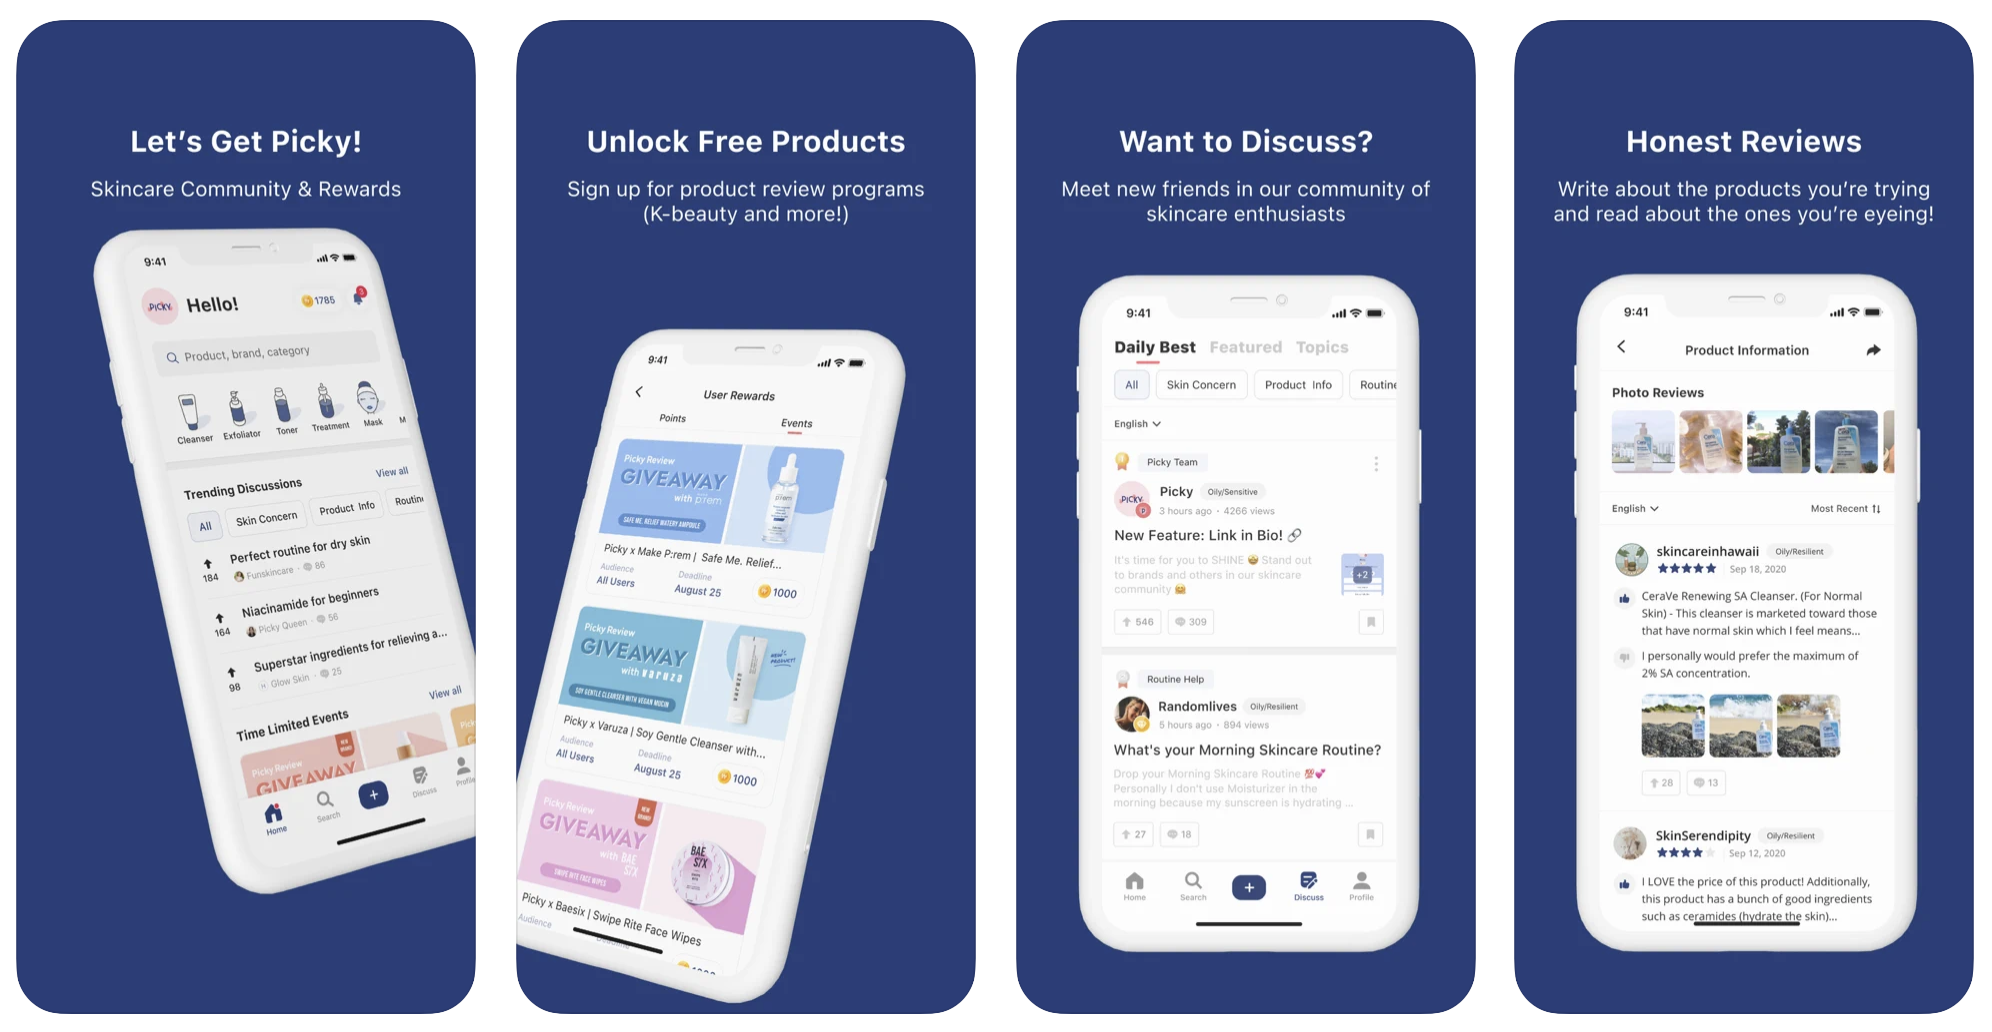 Let's Get Picky!
Skincare Community & Rewards
9:41
PICKY
Hello!
1785
3
Product, brand, category
Cleanser Exfoliator Toner Treatment Mask M
Trending Discussions
View all
All Skin Concern Product Info Routin
Perfect routine for dry skin
184 Funskincare · 86
Niacinamide for beginners
164 Picky Queen · 56
Superstar ingredients for relieving a...
98 Glow Skin · 25
View all
Time Limited Events
Picky Review
GIVEAWAY
NEW BRAND
Home Search + Discuss Profile
Unlock Free Products
Sign up for product review programs
(K-beauty and more!)
9:41
User Rewards
Points Events
Picky Review
GIVEAWAY
with p:rem
SAFE ME. RELIEF WATERY AMPOULE
Picky x Make P:rem | Safe Me. Relief...
Audience Deadline
All Users August 25 1000
Picky Review
GIVEAWAY
with varuza
SOY GENTLE CLEANSER WITH VEGAN MUCIN
NEW PRODUCT!
varuza
Picky x Varuza | Soy Gentle Cleanser with...
Audience Deadline
All Users August 25 1000
Picky Review
GIVEAWAY
with BAE
SIX
SWIPE RITE FACE WIPES
NEW BRAND
BAE
SIX
Picky x Baesix | Swipe Rite Face Wipes
Audience
Want to Discuss?
Meet new friends in our community of
skincare enthusiasts
9:41
Daily Best Featured Topics
All Skin Concern Product Info Routine
English
Picky Team
PICKY Picky Oily/Sensitive
P 3 hours ago · 4266 views
New Feature: Link in Bio! 🔗
It's time for you to SHINE 🤩 Stand out
to brands and others in our skincare
community 🤗
+2
546 309
Routine Help
Randomlives Oily/Resilient
5 hours ago · 894 views
What's your Morning Skincare Routine?
Drop your Morning Skincare Routine 💯💕
Personally I don't use Moisturizer in the
morning because my sunscreen is hydrating ...
27 18
Home Search + Discuss Profile
Honest Reviews
Write about the products you're trying
and read about the ones you're eyeing!
9:41
Product Information
Photo Reviews
English Most Recent
skincareinhawaii Oily/Resilient
Sep 18, 2020
CeraVe Renewing SA Cleanser. (For Normal
Skin) - This cleanser is marketed toward those
that have normal skin which I feel means...
I personally would prefer the maximum of
2% SA concentration.
28 13
SkinSerendipity Oily/Resilient
Sep 12, 2020
I LOVE the price of this product! Additionally,
this product has a bunch of good ingredients
such as ceramides (hydrate the skin)...